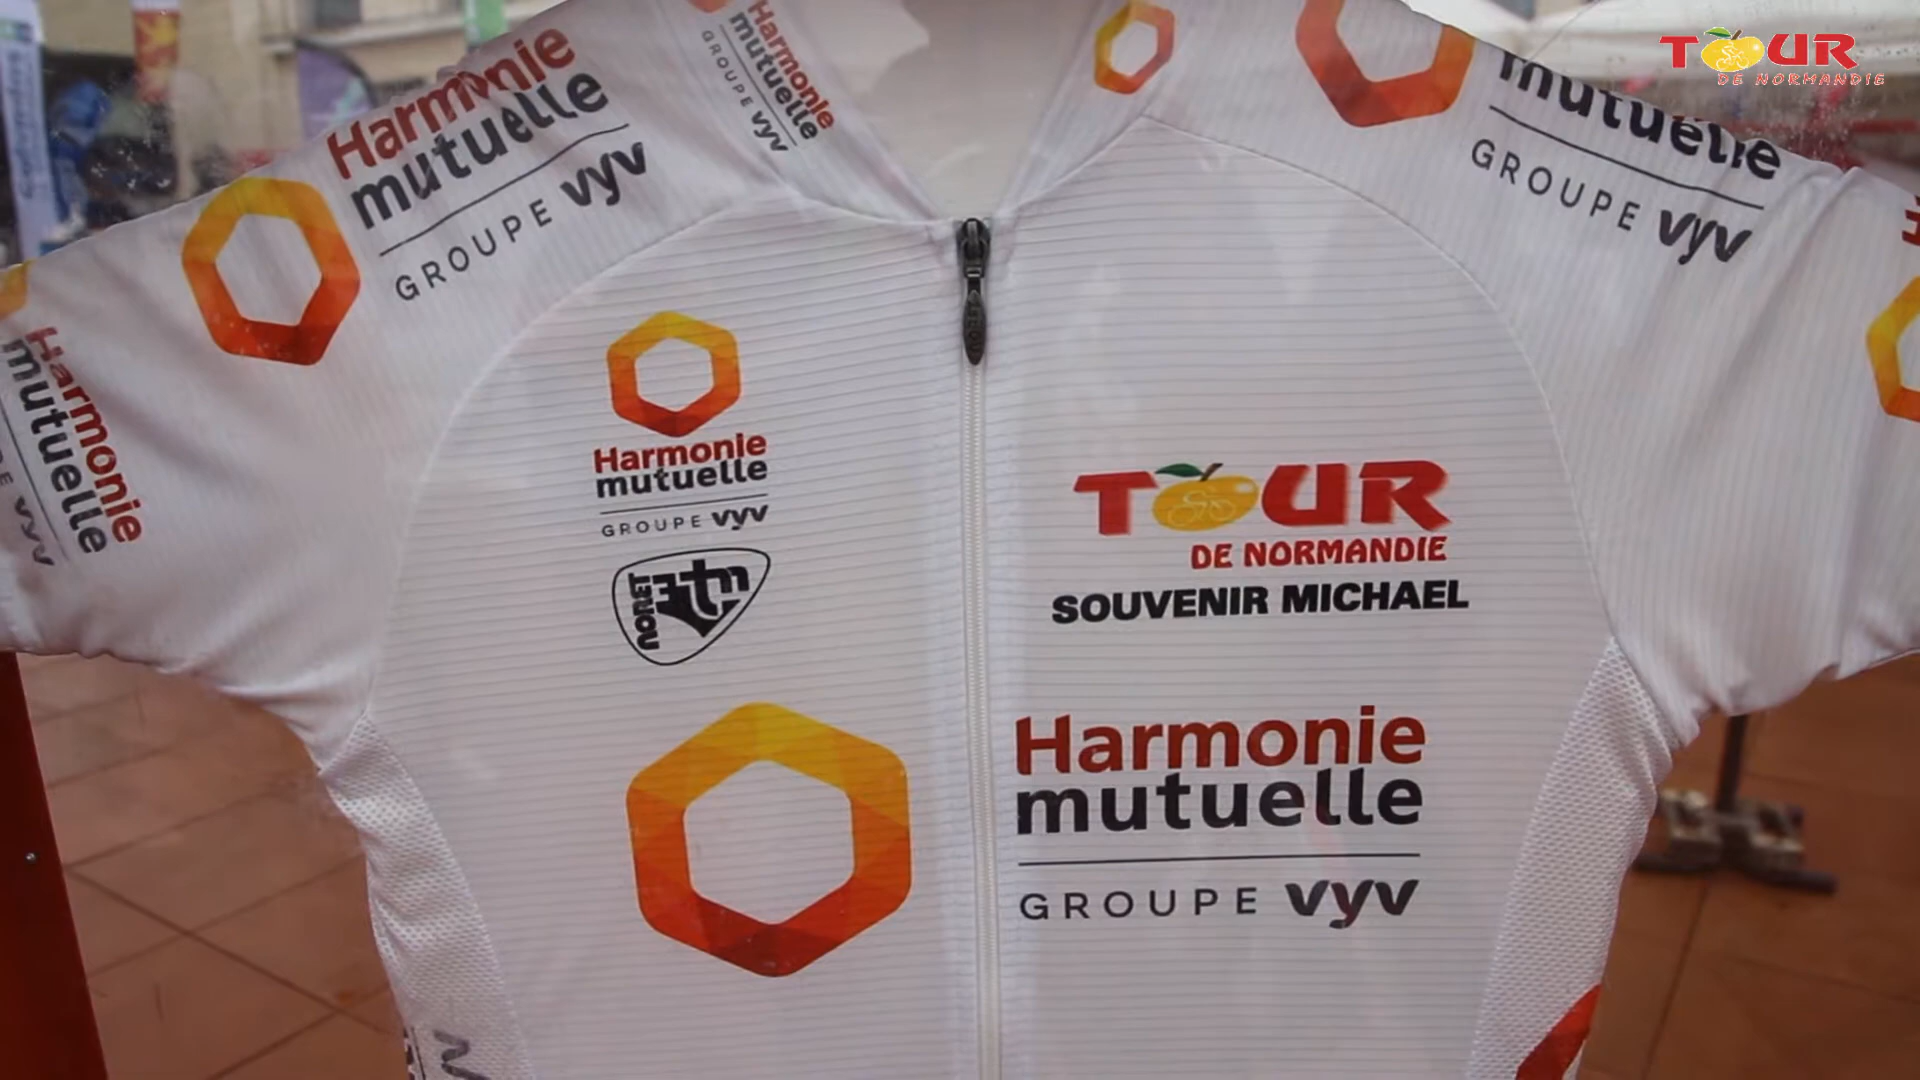 TOUR
DE NORMANDIE
Harmonie
mutuelle
GROUPE vyv
Harmonie
mutuelle
GROUPE vyv
mutuelle
GROUPE vyv
Harmonie
mutuelle
vyv
Harmonie
mutuelle
GROUPE vyv
NORET
TOUR
DE NORMANDIE
SOUVENIR MICHAEL
Harmonie
mutuelle
GROUPE vyv